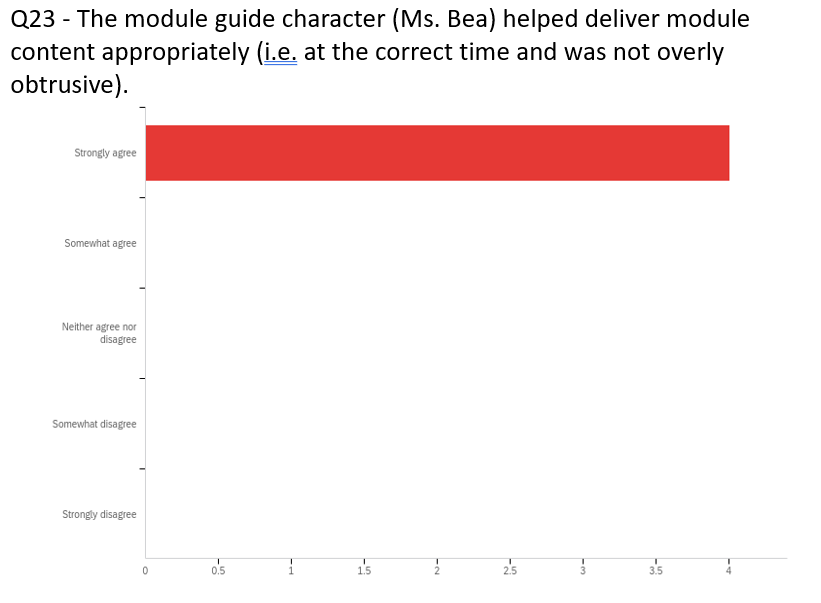 Q23 - The module guide character (Ms. Bea) helped deliver module
content appropriately (i.e. at the correct time and was not overly
obtrusive).
Strongly agree
Somewhat agree
Neither agree nor
disagree
Somewhat disagree
Strongly disagree
0 0.5 1 1.5 2 2.5 3 3.5 4